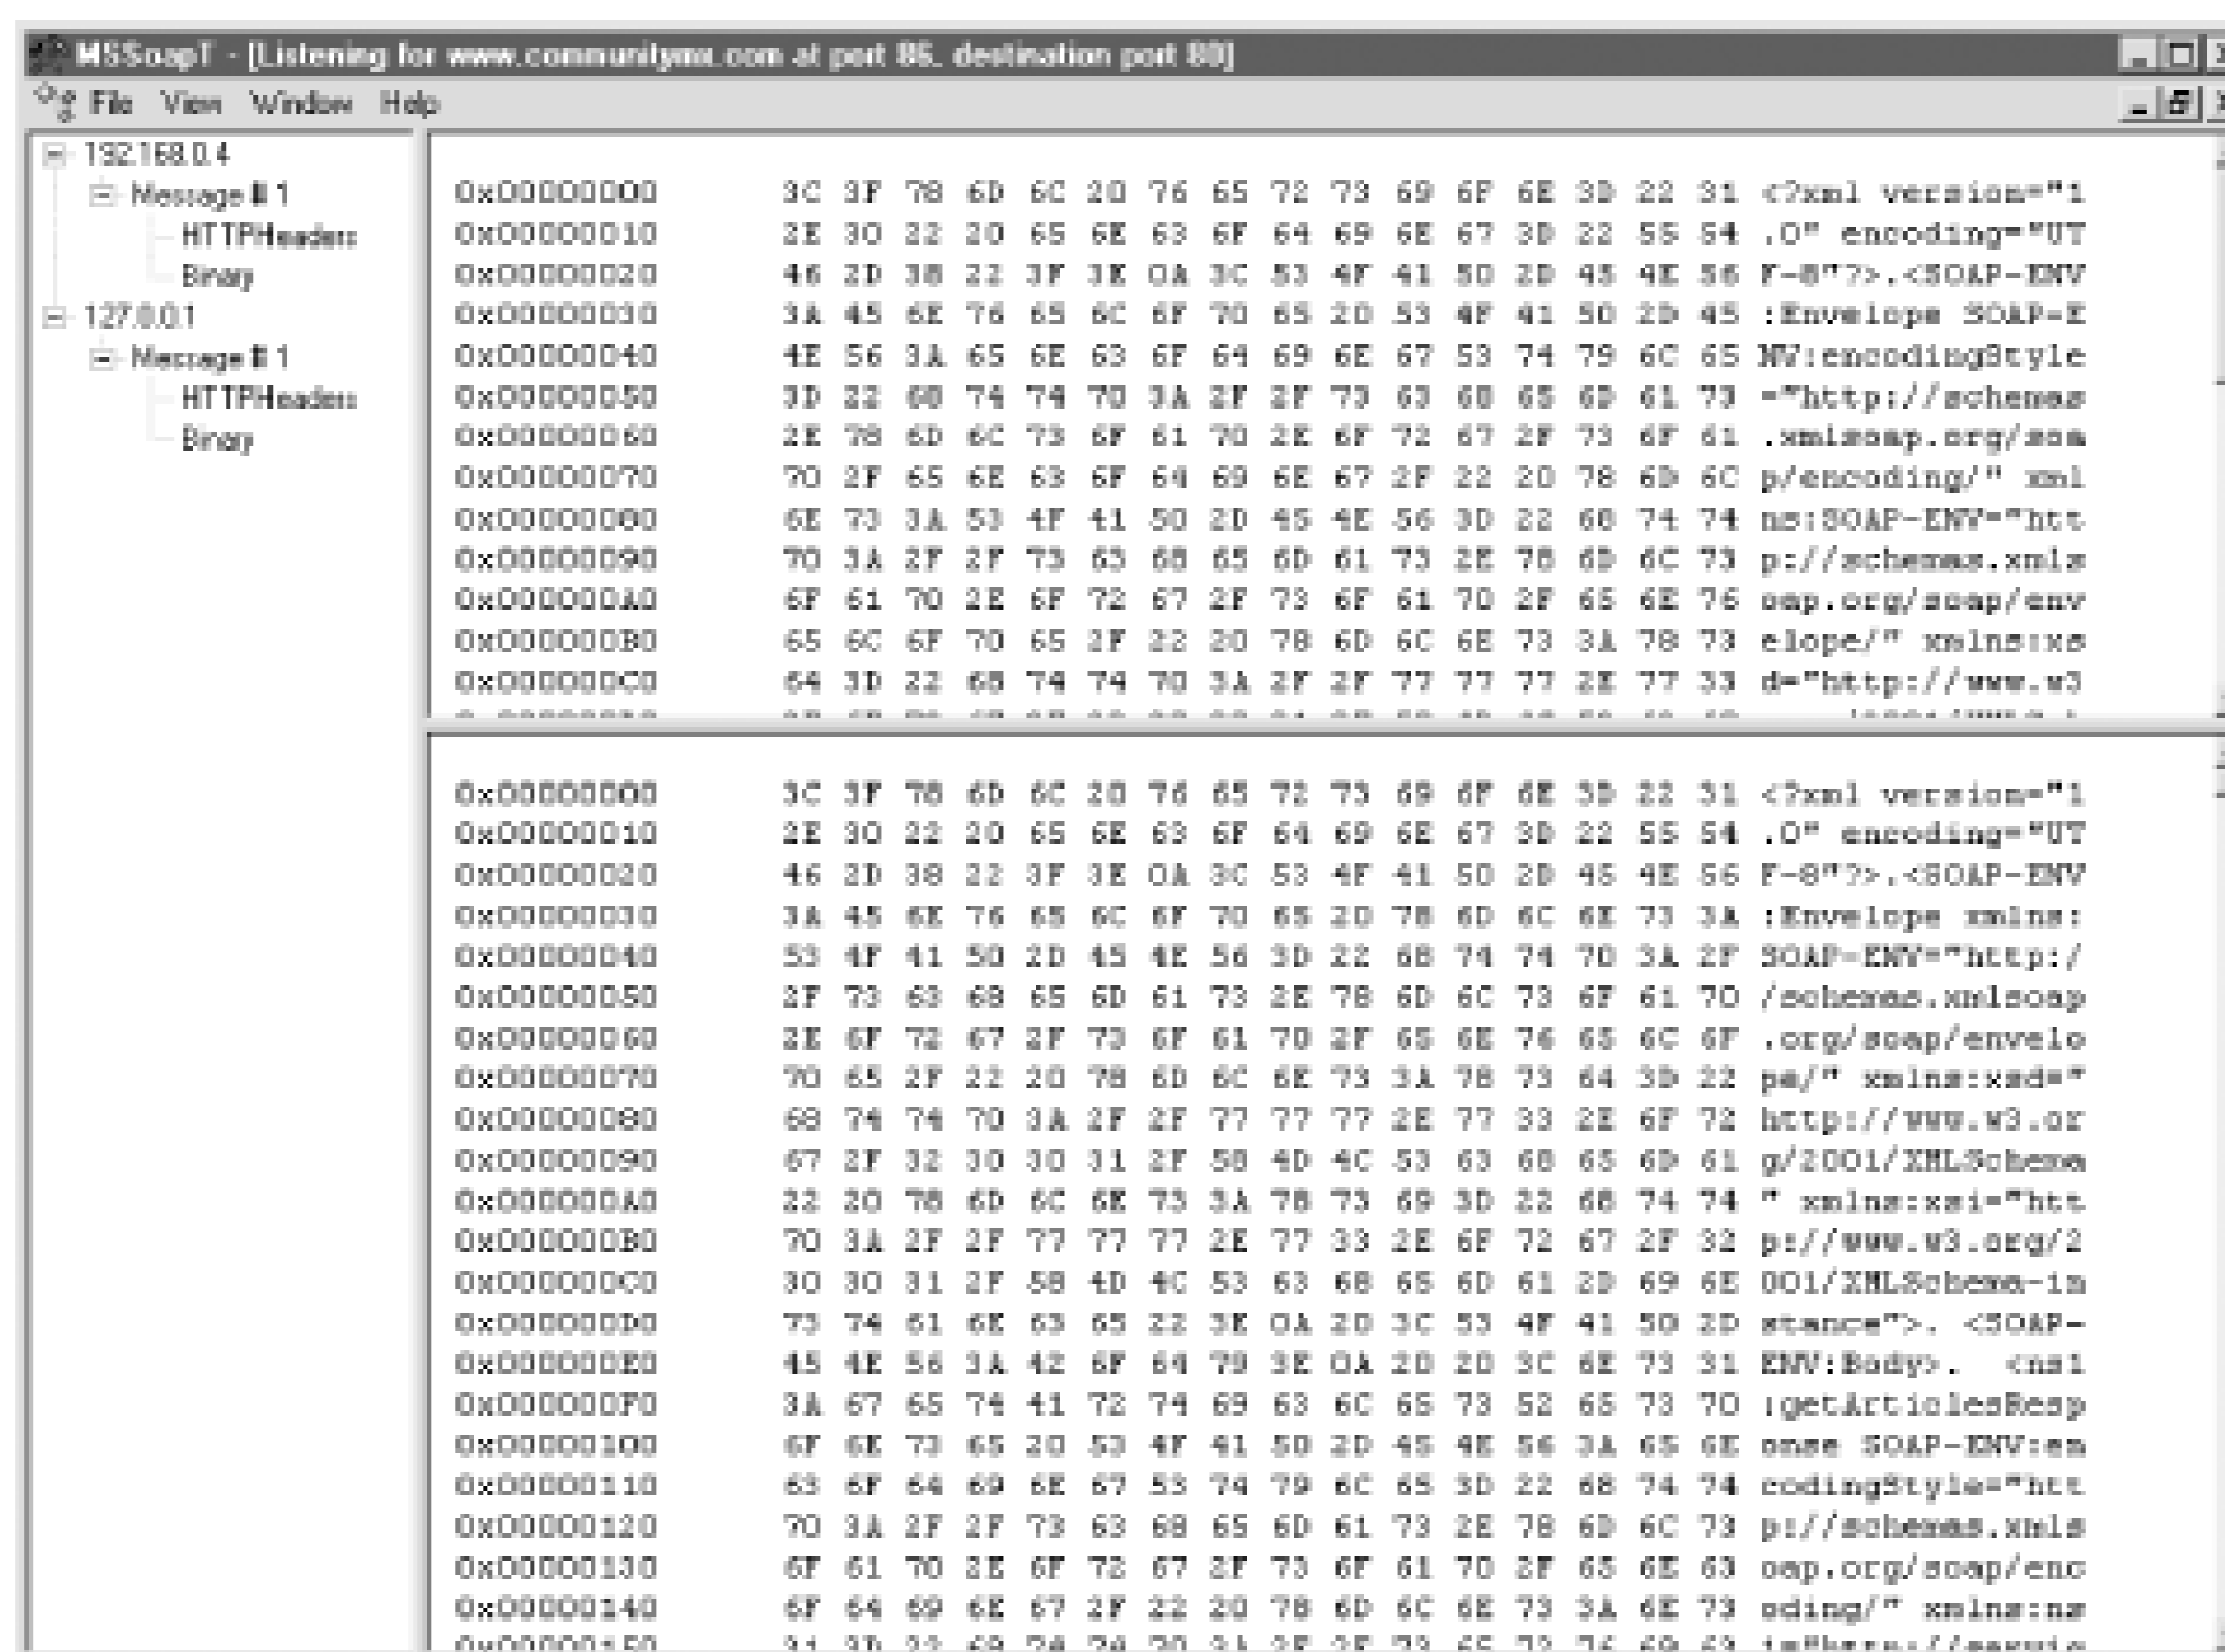 MSSoapT - [Listening for www.communitymx.com at port 86, destination port 80]
File View Window Help
192.168.0.4
Message # 1
HTTPHeaders
Binary
127.0.0.1
Message # 1
HTTPHeaders
Binary
0x00000000 3C 3F 78 6D 6C 20 76 65 72 73 69 6F 6E 3D 22 31 <?xml version="1
0x00000010 2E 30 22 20 65 6E 63 6F 64 69 6E 67 3D 22 55 54 .0" encoding="UT
0x00000020 46 2D 38 22 3F 3E 0A 3C 53 4F 41 50 2D 45 4E 56 F-8"?>.<SOAP-ENV
0x00000030 3A 45 6E 76 65 6C 6F 70 65 20 53 4F 41 50 2D 45 :Envelope SOAP-E
0x00000040 4E 56 3A 65 6E 63 6F 64 69 6E 67 53 74 79 6C 65 NV:encodingStyle
0x00000050 3D 22 68 74 74 70 3A 2F 2F 73 63 68 65 6D 61 73 ="http://schemas
0x00000060 2E 78 6D 6C 73 6F 61 70 2E 6F 72 67 2F 73 6F 61 .xmlsoap.org/soa
0x00000070 70 2F 65 6E 63 6F 64 69 6E 67 2F 22 20 78 6D 6C p/encoding/" xml
0x00000080 6E 73 3A 53 4F 41 50 2D 45 4E 56 3D 22 68 74 74 ns:SOAP-ENV="htt
0x00000090 70 3A 2F 2F 73 63 68 65 6D 61 73 2E 78 6D 6C 73 p://schemas.xmls
0x000000A0 6F 61 70 2E 6F 72 67 2F 73 6F 61 70 2F 65 6E 76 oap.org/soap/env
0x000000B0 65 6C 6F 70 65 2F 22 20 78 6D 6C 6E 73 3A 78 73 elope/" xmlns:xs
0x000000C0 64 3D 22 68 74 74 70 3A 2F 2F 77 77 77 2E 77 33 d="http://www.w3
0x00000000 3C 3F 78 6D 6C 20 76 65 72 73 69 6F 6E 3D 22 31 <?xml version="1
0x00000010 2E 30 22 20 65 6E 63 6F 64 69 6E 67 3D 22 55 54 .0" encoding="UT
0x00000020 46 2D 38 22 3F 3E 0A 3C 53 4F 41 50 2D 45 4E 56 F-8"?>.<SOAP-ENV
0x00000030 3A 45 6E 76 65 6C 6F 70 65 20 78 6D 6C 6E 73 3A :Envelope xmlns:
0x00000040 53 4F 41 50 2D 45 4E 56 3D 22 68 74 74 70 3A 2F SOAP-ENV="http:/
0x00000050 2F 73 63 68 65 6D 61 73 2E 78 6D 6C 73 6F 61 70 /schemas.xmlsoap
0x00000060 2E 6F 72 67 2F 73 6F 61 70 2F 65 6E 76 65 6C 6F .org/soap/envelo
0x00000070 70 65 2F 22 20 78 6D 6C 6E 73 3A 78 73 64 3D 22 pe/" xmlns:xsd="
0x00000080 68 74 74 70 3A 2F 2F 77 77 77 2E 77 33 2E 6F 72 http://www.w3.or
0x00000090 67 2F 32 30 30 31 2F 58 4D 4C 53 63 68 65 6D 61 g/2001/XMLSchema
0x000000A0 22 20 78 6D 6C 6E 73 3A 78 73 69 3D 22 68 74 74 " xmlns:xsi="htt
0x000000B0 70 3A 2F 2F 77 77 77 2E 77 33 2E 6F 72 67 2F 32 p://www.w3.org/2
0x000000C0 30 30 31 2F 58 4D 4C 53 63 68 65 6D 61 2D 69 6E 001/XMLSchema-in
0x000000D0 73 74 61 6E 63 65 22 3E 0A 20 3C 53 4F 41 50 2D stance">. <SOAP-
0x000000E0 45 4E 56 3A 42 6F 64 79 3E 0A 20 20 3C 6E 73 31 ENV:Body>.  <ns1
0x000000F0 3A 67 65 74 41 72 74 69 63 6C 65 73 52 65 73 70 :getArticlesResp
0x00000100 6F 6E 73 65 20 53 4F 41 50 2D 45 4E 56 3A 65 6E onse SOAP-ENV:en
0x00000110 63 6F 64 69 6E 67 53 74 79 6C 65 3D 22 68 74 74 codingStyle="htt
0x00000120 70 3A 2F 2F 73 63 68 65 6D 61 73 2E 78 6D 6C 73 p://schemas.xmls
0x00000130 6F 61 70 2E 6F 72 67 2F 73 6F 61 70 2F 65 6E 63 oap.org/soap/enc
0x00000140 6F 64 69 6E 67 2F 22 20 78 6D 6C 6E 73 3A 6E 73 oding/" xmlns:ns